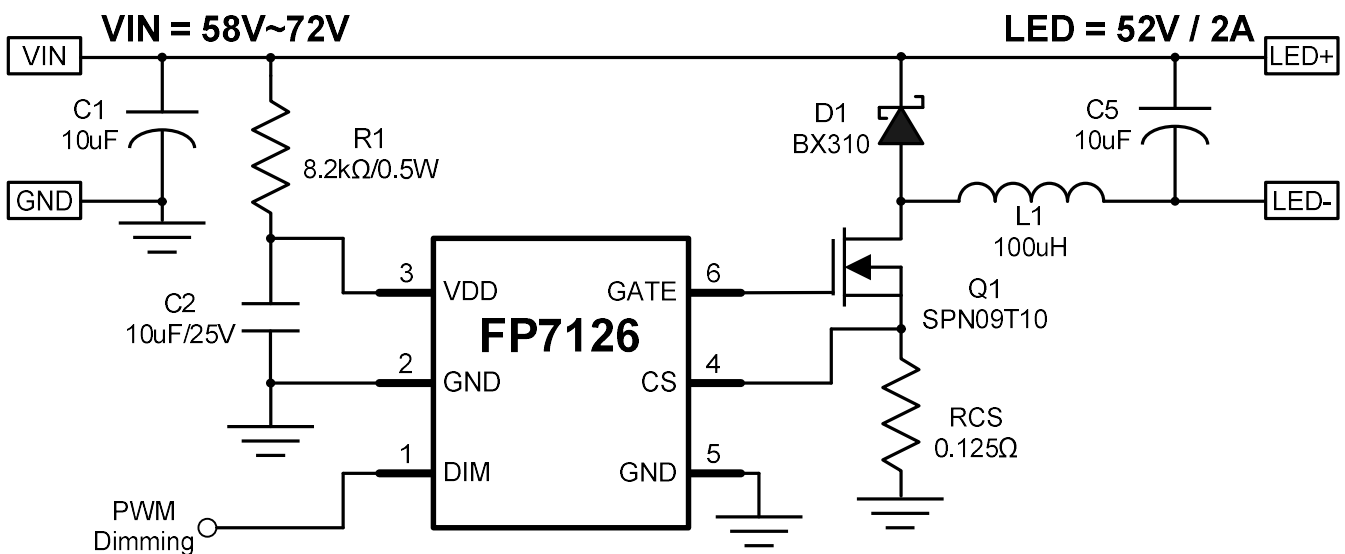 VIN = 58V~72V
LED = 52V / 2A
VIN
LED+
C1
10uF
R1
8.2kΩ/0.5W
D1
BX310
C5
10uF
GND
LED-
L1
100uH
C2
10uF/25V
3
VDD
GATE
6
Q1
SPN09T10
FP7126
2
GND
CS
4
RCS
0.125Ω
1
DIM
GND
5
PWM
Dimming